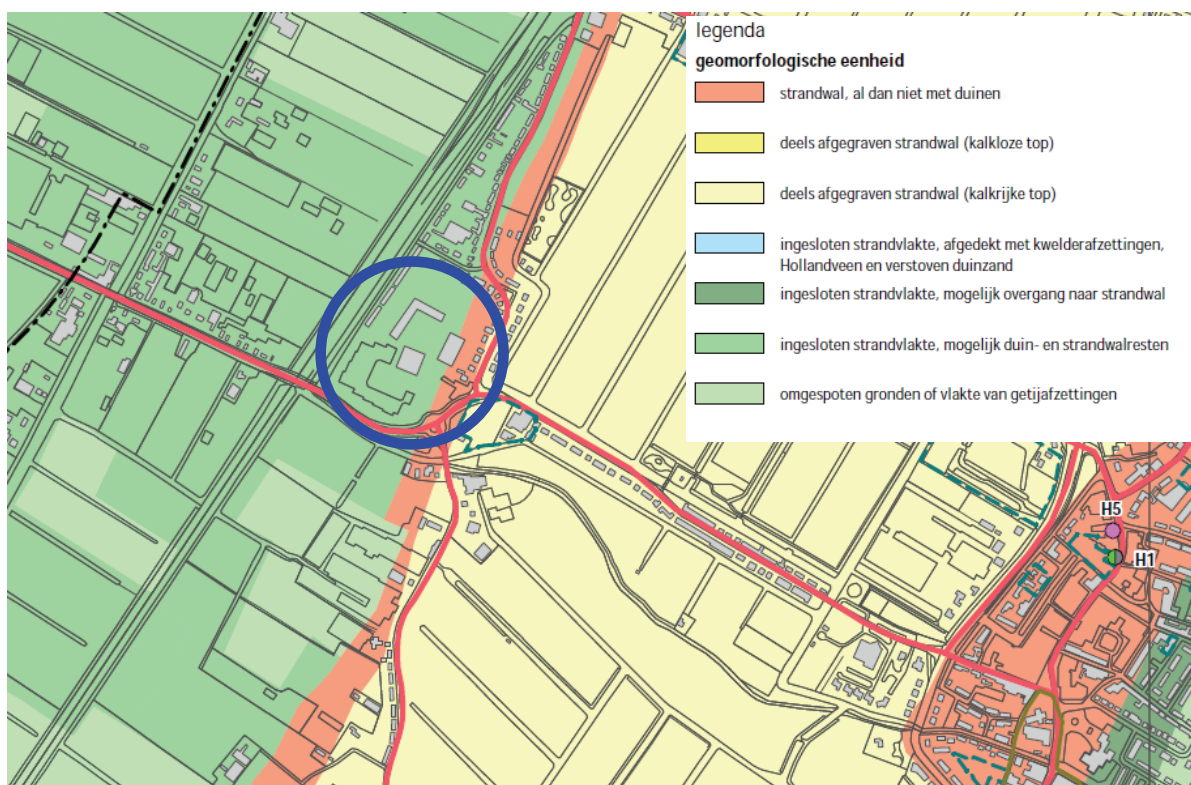 legenda
geomorfologische eenheid
strandwal, al dan niet met duinen
deels afgegraven strandwal (kalkloze top)
deels afgegraven strandwal (kalkrijke top)
ingesloten strandvlakte, afgedekt met kwelderafzettingen,
Hollandveen en verstoven duinzand
ingesloten strandvlakte, mogelijk overgang naar strandwal
ingesloten strandvlakte, mogelijk duin- en strandwalresten
omgespoten gronden of vlakte van getijafzettingen
H5
H1